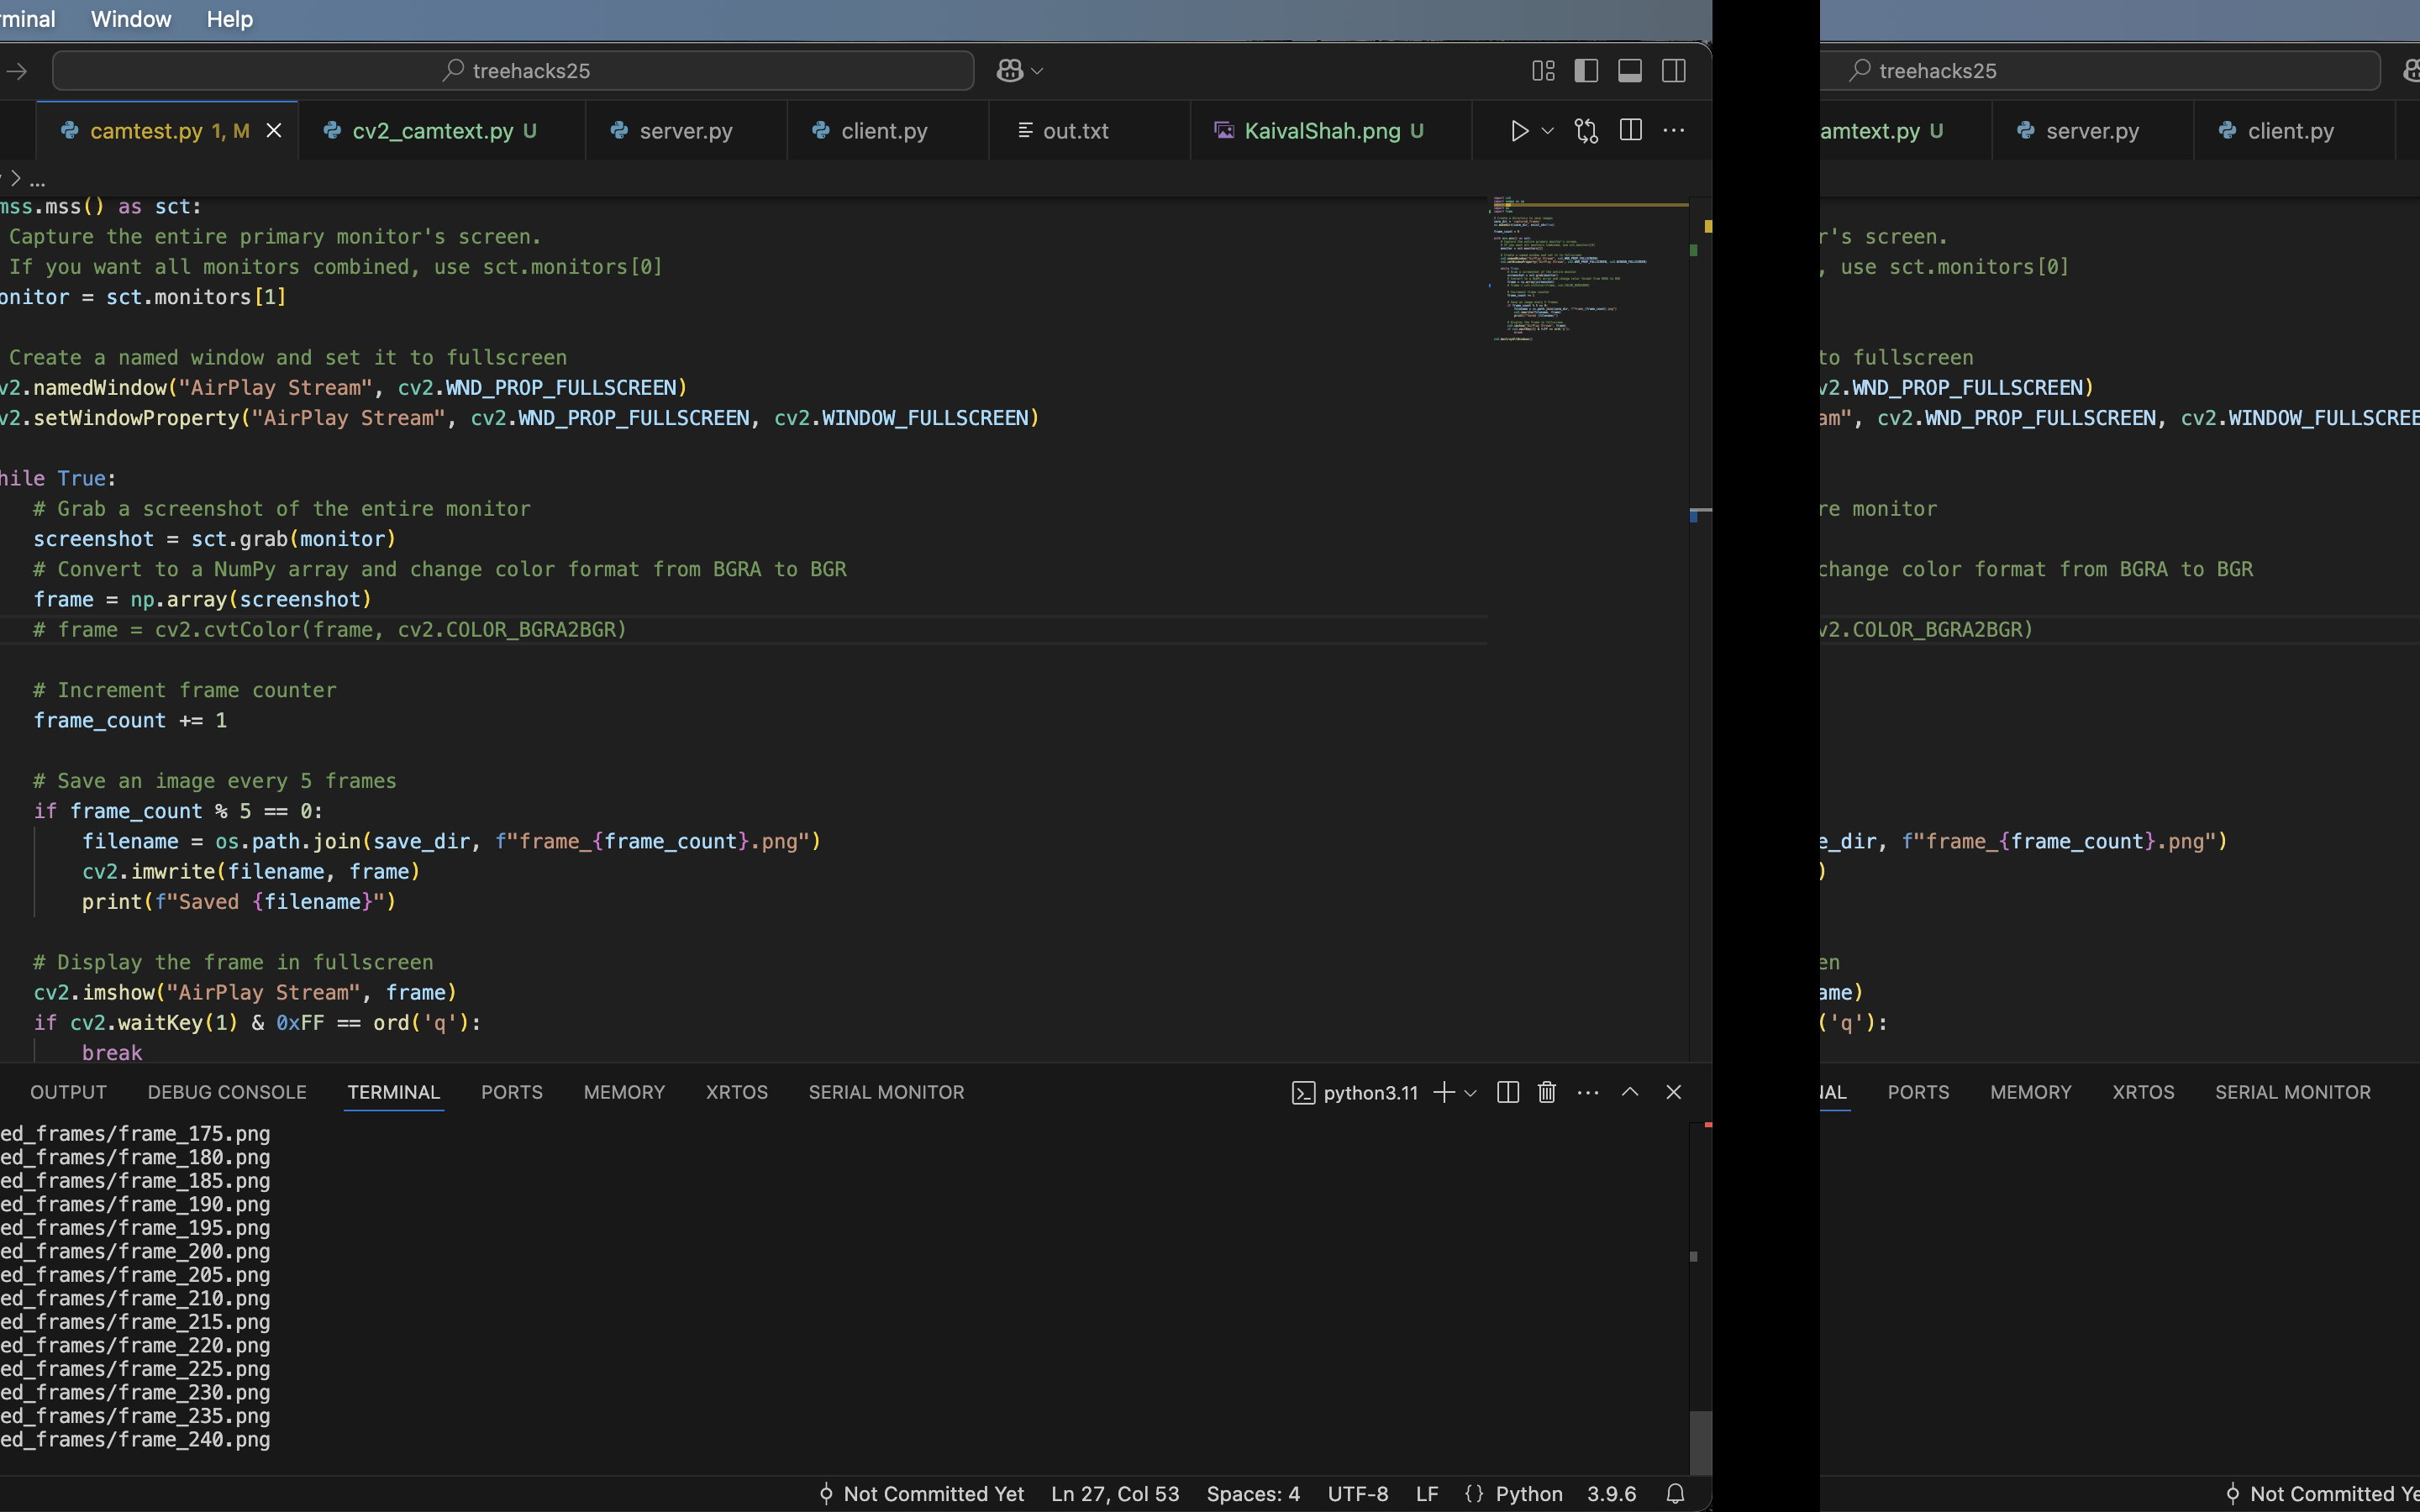 rminal Window Help
treehacks25
camtest.py 1, M
cv2_camtext.py U
server.py
client.py
out.txt
KaivalShah.png U
> ...
mss.mss() as sct:
Capture the entire primary monitor's screen.
If you want all monitors combined, use sct.monitors[0]
onitor = sct.monitors[1]
Create a named window and set it to fullscreen
v2.namedWindow("AirPlay Stream", cv2.WND_PROP_FULLSCREEN)
v2.setWindowProperty("AirPlay Stream", cv2.WND_PROP_FULLSCREEN, cv2.WINDOW_FULLSCREEN)
hile True:
# Grab a screenshot of the entire monitor
screenshot = sct.grab(monitor)
# Convert to a NumPy array and change color format from BGRA to BGR
frame = np.array(screenshot)
# frame = cv2.cvtColor(frame, cv2.COLOR_BGRA2BGR)
# Increment frame counter
frame_count += 1
# Save an image every 5 frames
if frame_count % 5 == 0:
filename = os.path.join(save_dir, f"frame_{frame_count}.png")
cv2.imwrite(filename, frame)
print(f"Saved {filename}")
# Display the frame in fullscreen
cv2.imshow("AirPlay Stream", frame)
if cv2.waitKey(1) & 0xFF == ord('q'):
break
OUTPUT DEBUG CONSOLE TERMINAL PORTS MEMORY XRTOS SERIAL MONITOR
python3.11
ed_frames/frame_175.png
ed_frames/frame_180.png
ed_frames/frame_185.png
ed_frames/frame_190.png
ed_frames/frame_195.png
ed_frames/frame_200.png
ed_frames/frame_205.png
ed_frames/frame_210.png
ed_frames/frame_215.png
ed_frames/frame_220.png
ed_frames/frame_225.png
ed_frames/frame_230.png
ed_frames/frame_235.png
ed_frames/frame_240.png
Not Committed Yet Ln 27, Col 53 Spaces: 4 UTF-8 LF {} Python 3.9.6
treehacks25
amtext.py U
server.py
client.py
r's screen.
, use sct.monitors[0]
to fullscreen
v2.WND_PROP_FULLSCREEN)
am", cv2.WND_PROP_FULLSCREEN, cv2.WINDOW_FULLSCREE
re monitor
change color format from BGRA to BGR
v2.COLOR_BGRA2BGR)
e_dir, f"frame_{frame_count}.png")
)
en
ame)
('q'):
NAL PORTS MEMORY XRTOS SERIAL MONITOR
Not Committed Ye